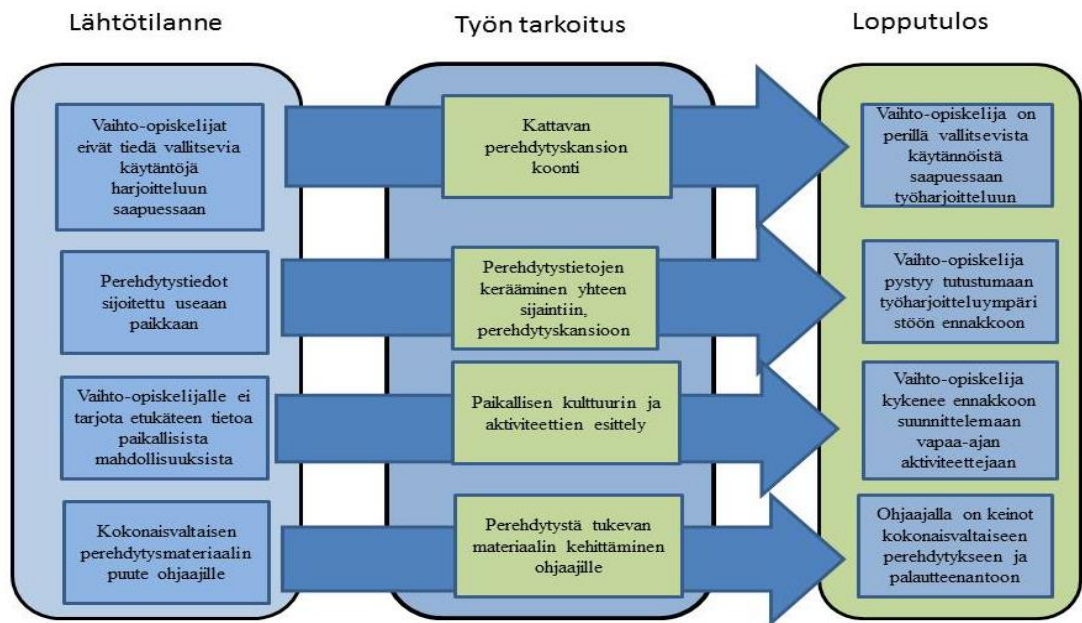 Lähtötilanne
Työn tarkoitus
Lopputulos
Vaihto-opiskelijat
eivät tiedä vallitsevia
käytäntöjä
harjoitteluun
saapuessaan
Kattavan
perehdytyskansion
koonti
Vaihto-opiskelija on
perillä vallitsevista
käytännöistä
saapuessaan
työharjoitteluun
Perehdytystiedot
sijoitettu useaan
paikkaan
Perehdytystietojen
kerääminen yhteen
sijaintiin,
perehdytyskansioon
Vaihto-opiskelija
pystyy tutustumaan
työharjoitteluympäri
stöön ennakkoon
Vaihto-opiskelijalle ei
tarjota etukäteen tietoa
paikallisista
mahdollisuuksista
Paikallisen kulttuurin ja
aktiviteettien esittely
Vaihto-opiskelija
kykenee ennakkoon
suunnittelemaan
vapaa-ajan
aktiviteettejaan
Kokonaisvaltaisen
perehdytysmateriaalin
puute ohjaajille
Perehdytystä tukevan
materiaalin kehittäminen
ohjaajille
Ohjaajalla on keinot
kokonaisvaltaiseen
perehdytykseen ja
palautteenantoon